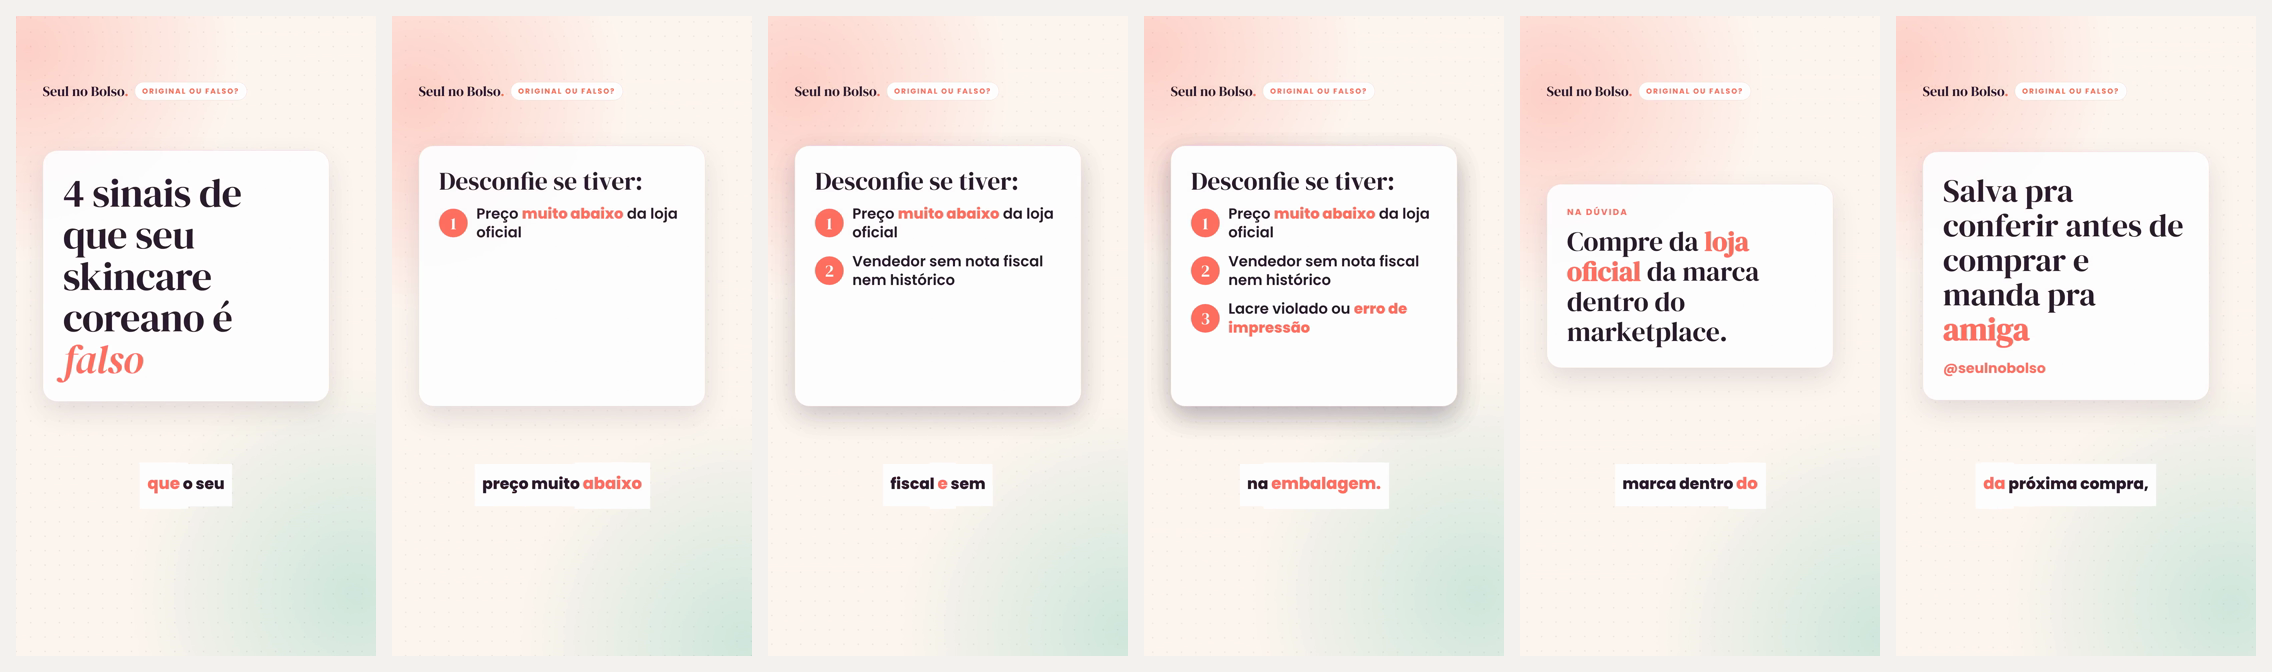 Seul no Bolso.
ORIGINAL OU FALSO?
4 sinais de
que seu
skincare
coreano é
falso
que o seu
Seul no Bolso.
ORIGINAL OU FALSO?
Desconfie se tiver:
1 Preço muito abaixo da loja
oficial
preço muito abaixo
Seul no Bolso.
ORIGINAL OU FALSO?
Desconfie se tiver:
1 Preço muito abaixo da loja
oficial
2 Vendedor sem nota fiscal
nem histórico
fiscal e sem
Seul no Bolso.
ORIGINAL OU FALSO?
Desconfie se tiver:
1 Preço muito abaixo da loja
oficial
2 Vendedor sem nota fiscal
nem histórico
3 Lacre violado ou erro de
impressão
na embalagem.
Seul no Bolso.
ORIGINAL OU FALSO?
NA DÚVIDA
Compre da loja
oficial da marca
dentro do
marketplace.
marca dentro do
Seul no Bolso.
ORIGINAL OU FALSO?
Salva pra
conferir antes de
comprar e
manda pra
amiga
@seulnobolso
da próxima compra,